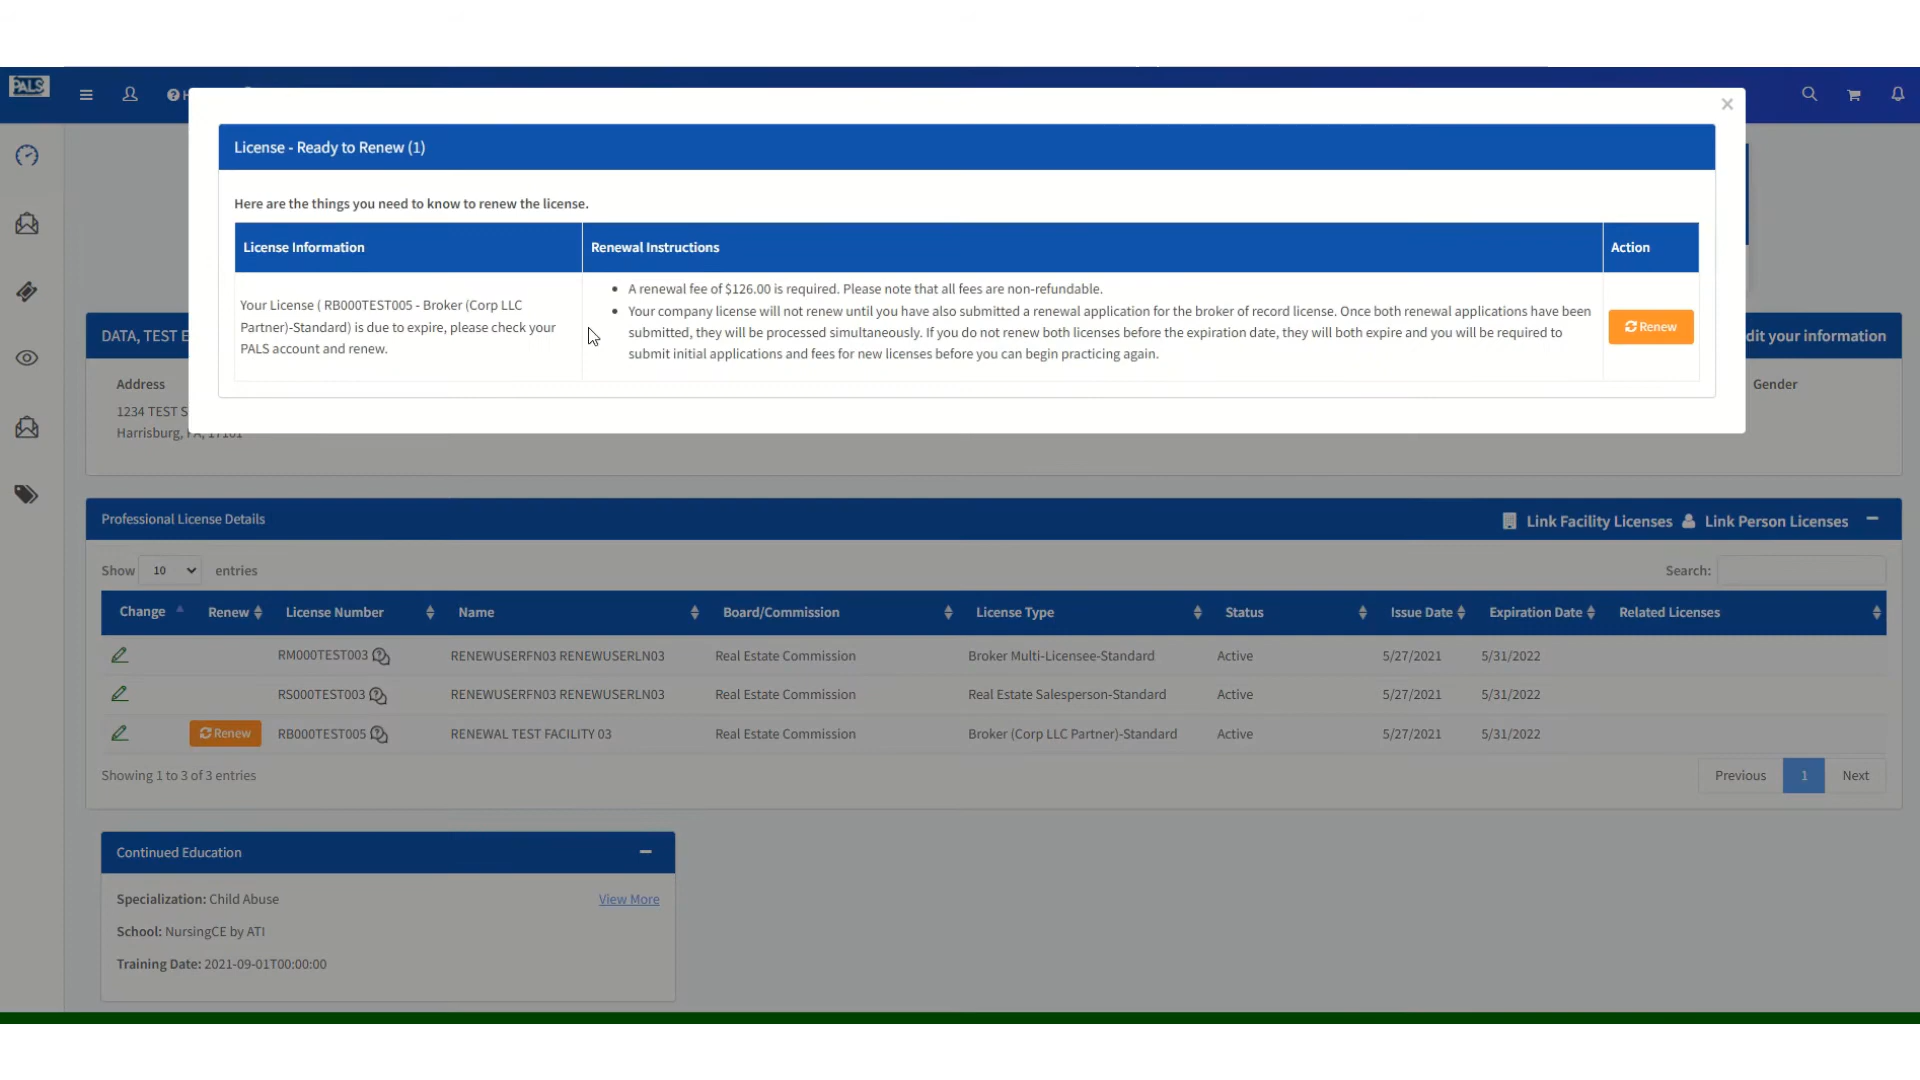 PALS
License - Ready to Renew (1)
Here are the things you need to know to renew the license.
License Information Renewal Instructions Action
Your License ( RB000TEST005 - Broker (Corp LLC
Partner)-Standard) is due to expire, please check your
PALS account and renew.
• A renewal fee of $126.00 is required. Please note that all fees are non-refundable.
• Your company license will not renew until you have also submitted a renewal application for the broker of record license. Once both renewal applications have been
submitted, they will be processed simultaneously. If you do not renew both licenses before the expiration date, they will both expire and you will be required to
submit initial applications and fees for new licenses before you can begin practicing again.
Renew
DATA, TEST E
dit your information
Address
Gender
1234 TEST S
Harrisburg, PA, 17101
Professional License Details
Link Facility Licenses Link Person Licenses
Show 10 entries
Search:
Change Renew License Number Name Board/Commission License Type Status Issue Date Expiration Date Related Licenses
RM000TEST003 RENEWUSERFN03 RENEWUSERLN03 Real Estate Commission Broker Multi-Licensee-Standard Active 5/27/2021 5/31/2022
RS000TEST003 RENEWUSERFN03 RENEWUSERLN03 Real Estate Commission Real Estate Salesperson-Standard Active 5/27/2021 5/31/2022
Renew RB000TEST005 RENEWAL TEST FACILITY 03 Real Estate Commission Broker (Corp LLC Partner)-Standard Active 5/27/2021 5/31/2022
Showing 1 to 3 of 3 entries
Previous 1 Next
Continued Education
Specialization: Child Abuse View More
School: NursingCE by ATI
Training Date: 2021-09-01T00:00:00